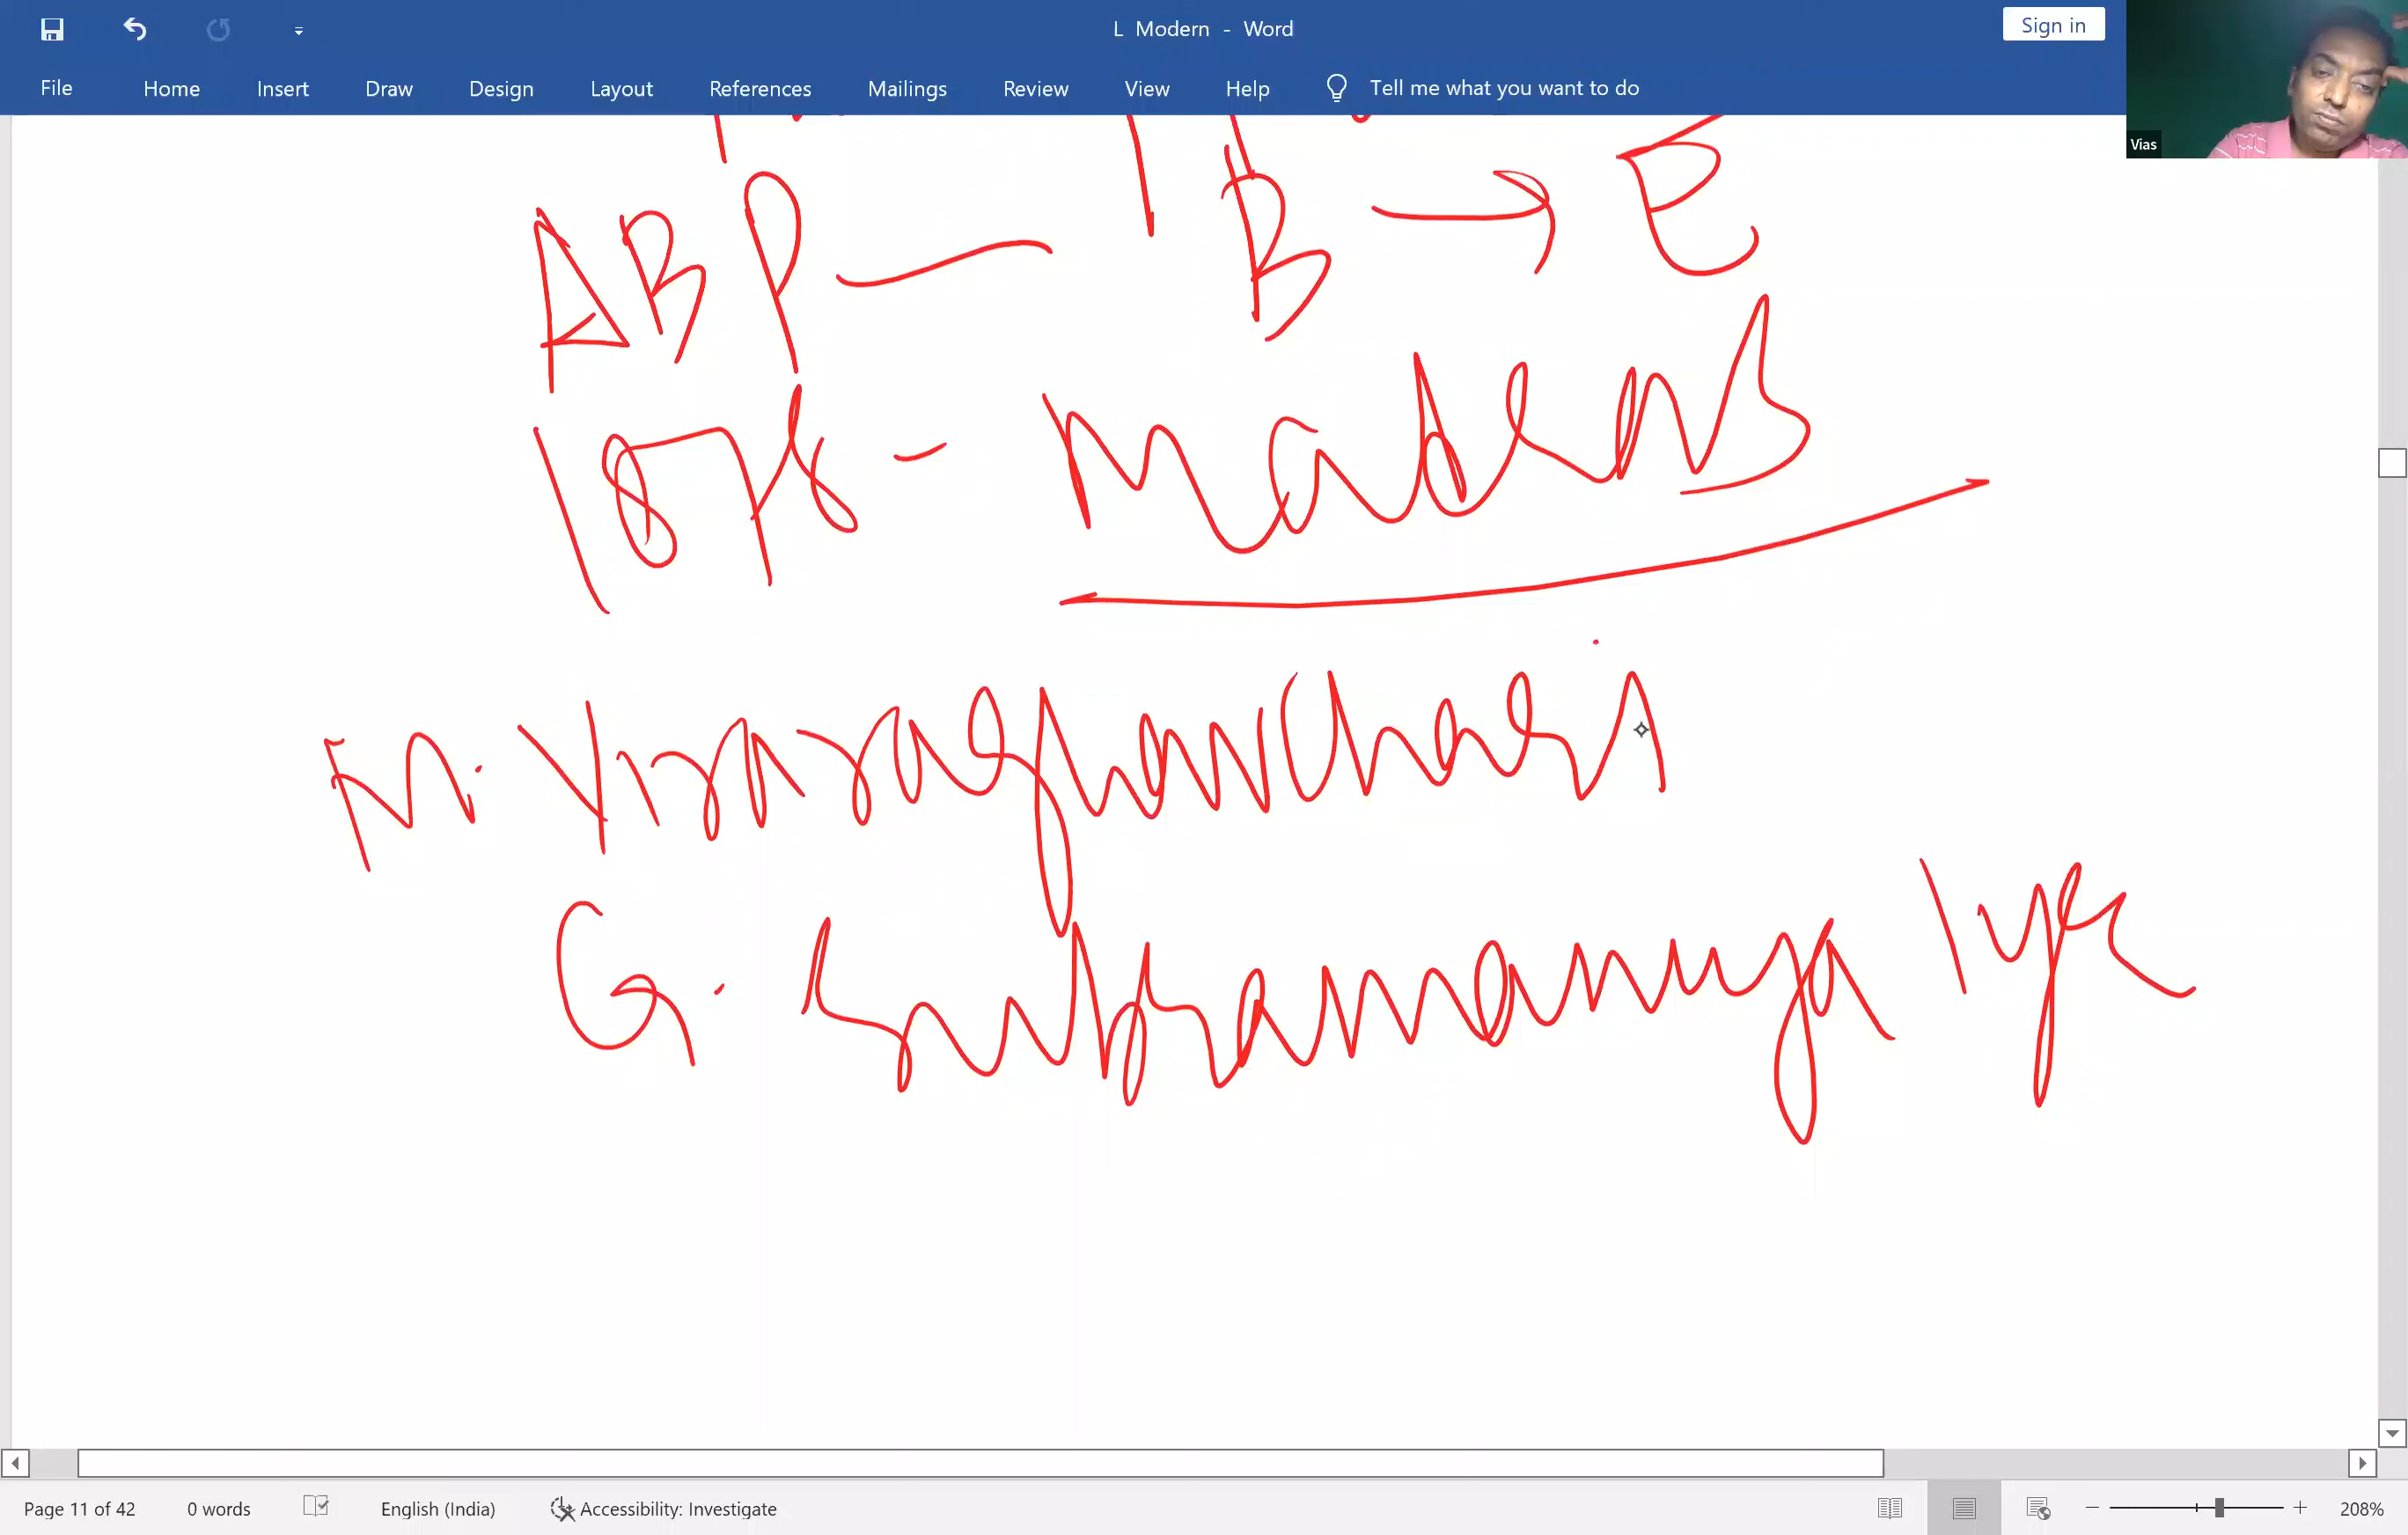 L Modern - Word
Sign in
File Home Insert Draw Design Layout References Mailings Review View Help Tell me what you want to do
Vias
ABP — B → E
1878 - Madras
M. Viraraghavachari
G. Subramanya Iyer
Page 11 of 42 0 words English (India) Accessibility: Investigate 208%